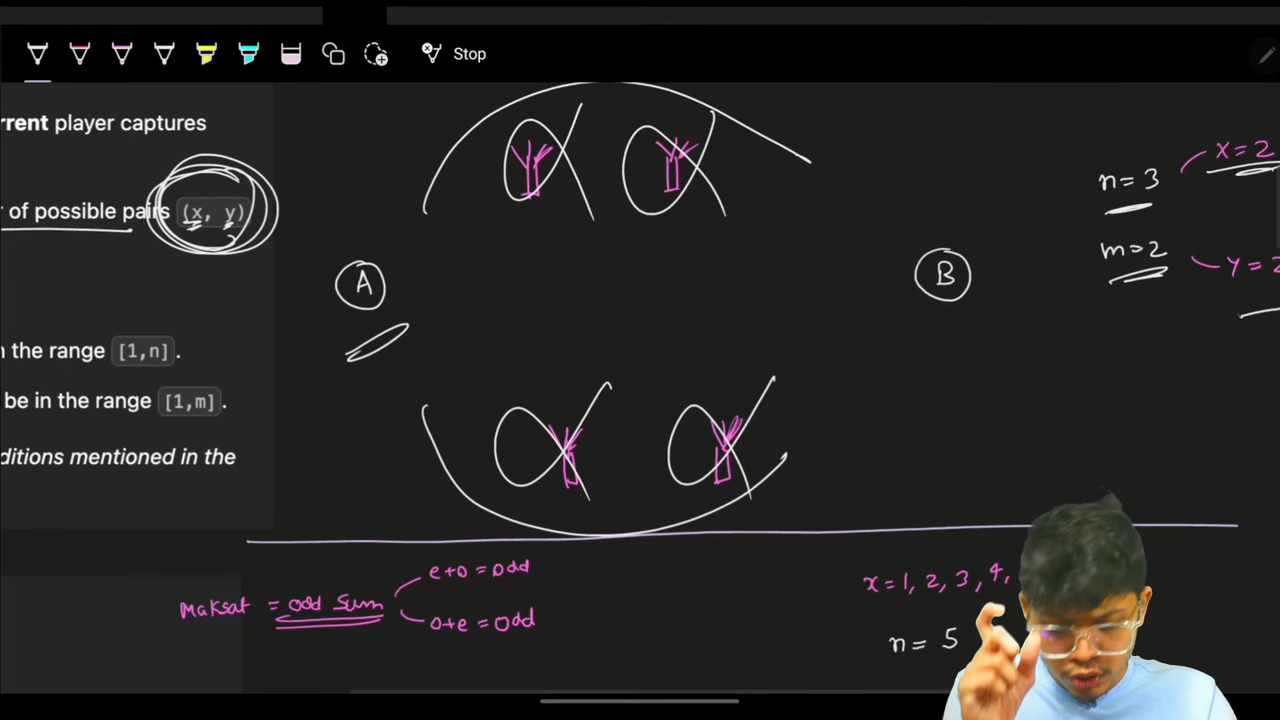 Stop
rrent player captures
of possible pairs (x, y)
n the range [1,n].
be in the range [1,m].
ditions mentioned in the
A
B
n = 3
x = 2
m = 2
y = 2
Maksat = odd sum
e+o = odd
o+e = odd
x = 1, 2, 3, 4,
n = 5